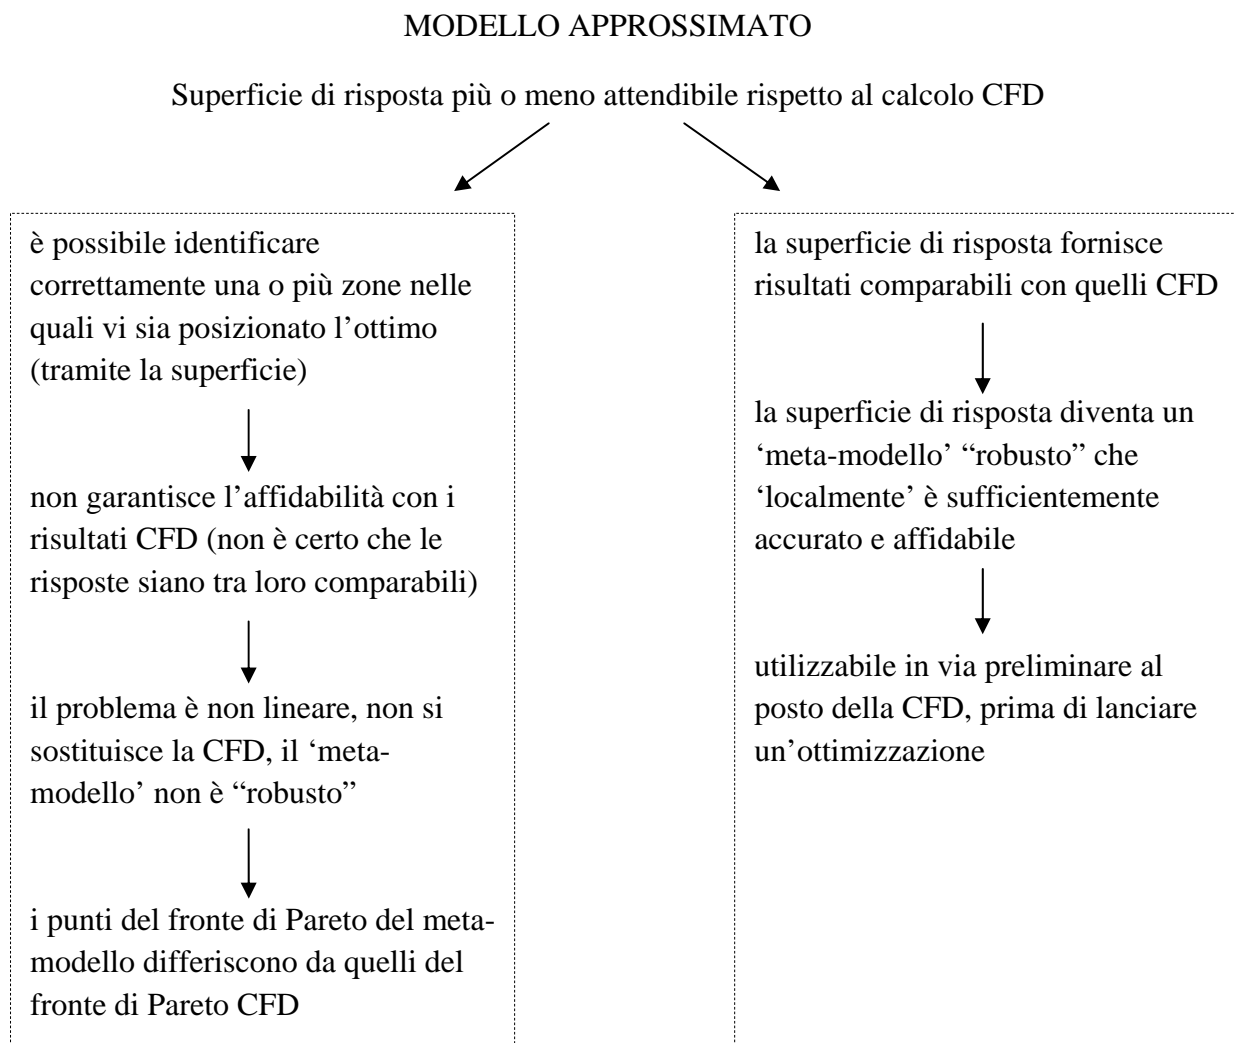 MODELLO APPROSSIMATO
Superficie di risposta più o meno attendibile rispetto al calcolo CFD
è possibile identificare
correttamente una o più zone nelle
quali vi sia posizionato l’ottimo
(tramite la superficie)
non garantisce l’affidabilità con i
risultati CFD (non è certo che le
risposte siano tra loro comparabili)
il problema è non lineare, non si
sostituisce la CFD, il ‘meta-
modello’ non è “robusto”
i punti del fronte di Pareto del meta-
modello differiscono da quelli del
fronte di Pareto CFD
la superficie di risposta fornisce
risultati comparabili con quelli CFD
la superficie di risposta diventa un
‘meta-modello’ “robusto” che
‘localmente’ è sufficientemente
accurato e affidabile
utilizzabile in via preliminare al
posto della CFD, prima di lanciare
un’ottimizzazione